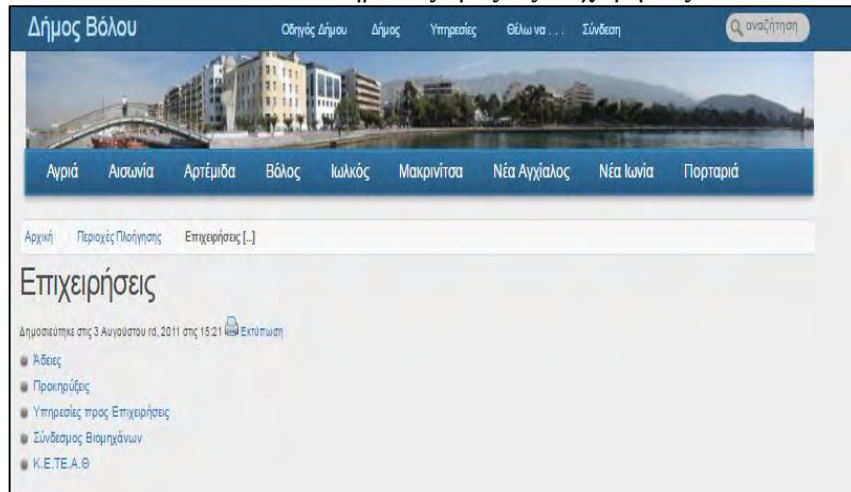 Δήμος Βόλου Οδηγός Δήμου Δήμος Υπηρεσίες Θέλω να . . . Σύνδεση αναζήτηση
Αγριά Αισωνία Αρτέμιδα Βόλος Ιωλκός Μακρινίτσα Νέα Αγχίαλος Νέα Ιωνία Πορταριά
Αρχική Περιοχές Πλοήγησης Επιχειρήσεις [...]
Επιχειρήσεις
Δημοσιεύτηκε στις 3 Αυγούστου rd, 2011 στις 15:21 Εκτύπωση
Άδειες
Προκηρύξεις
Υπηρεσίες προς Επιχειρήσεις
Σύνδεσμος Βιομηχάνων
Κ.Ε.ΤΕ.Α.Θ